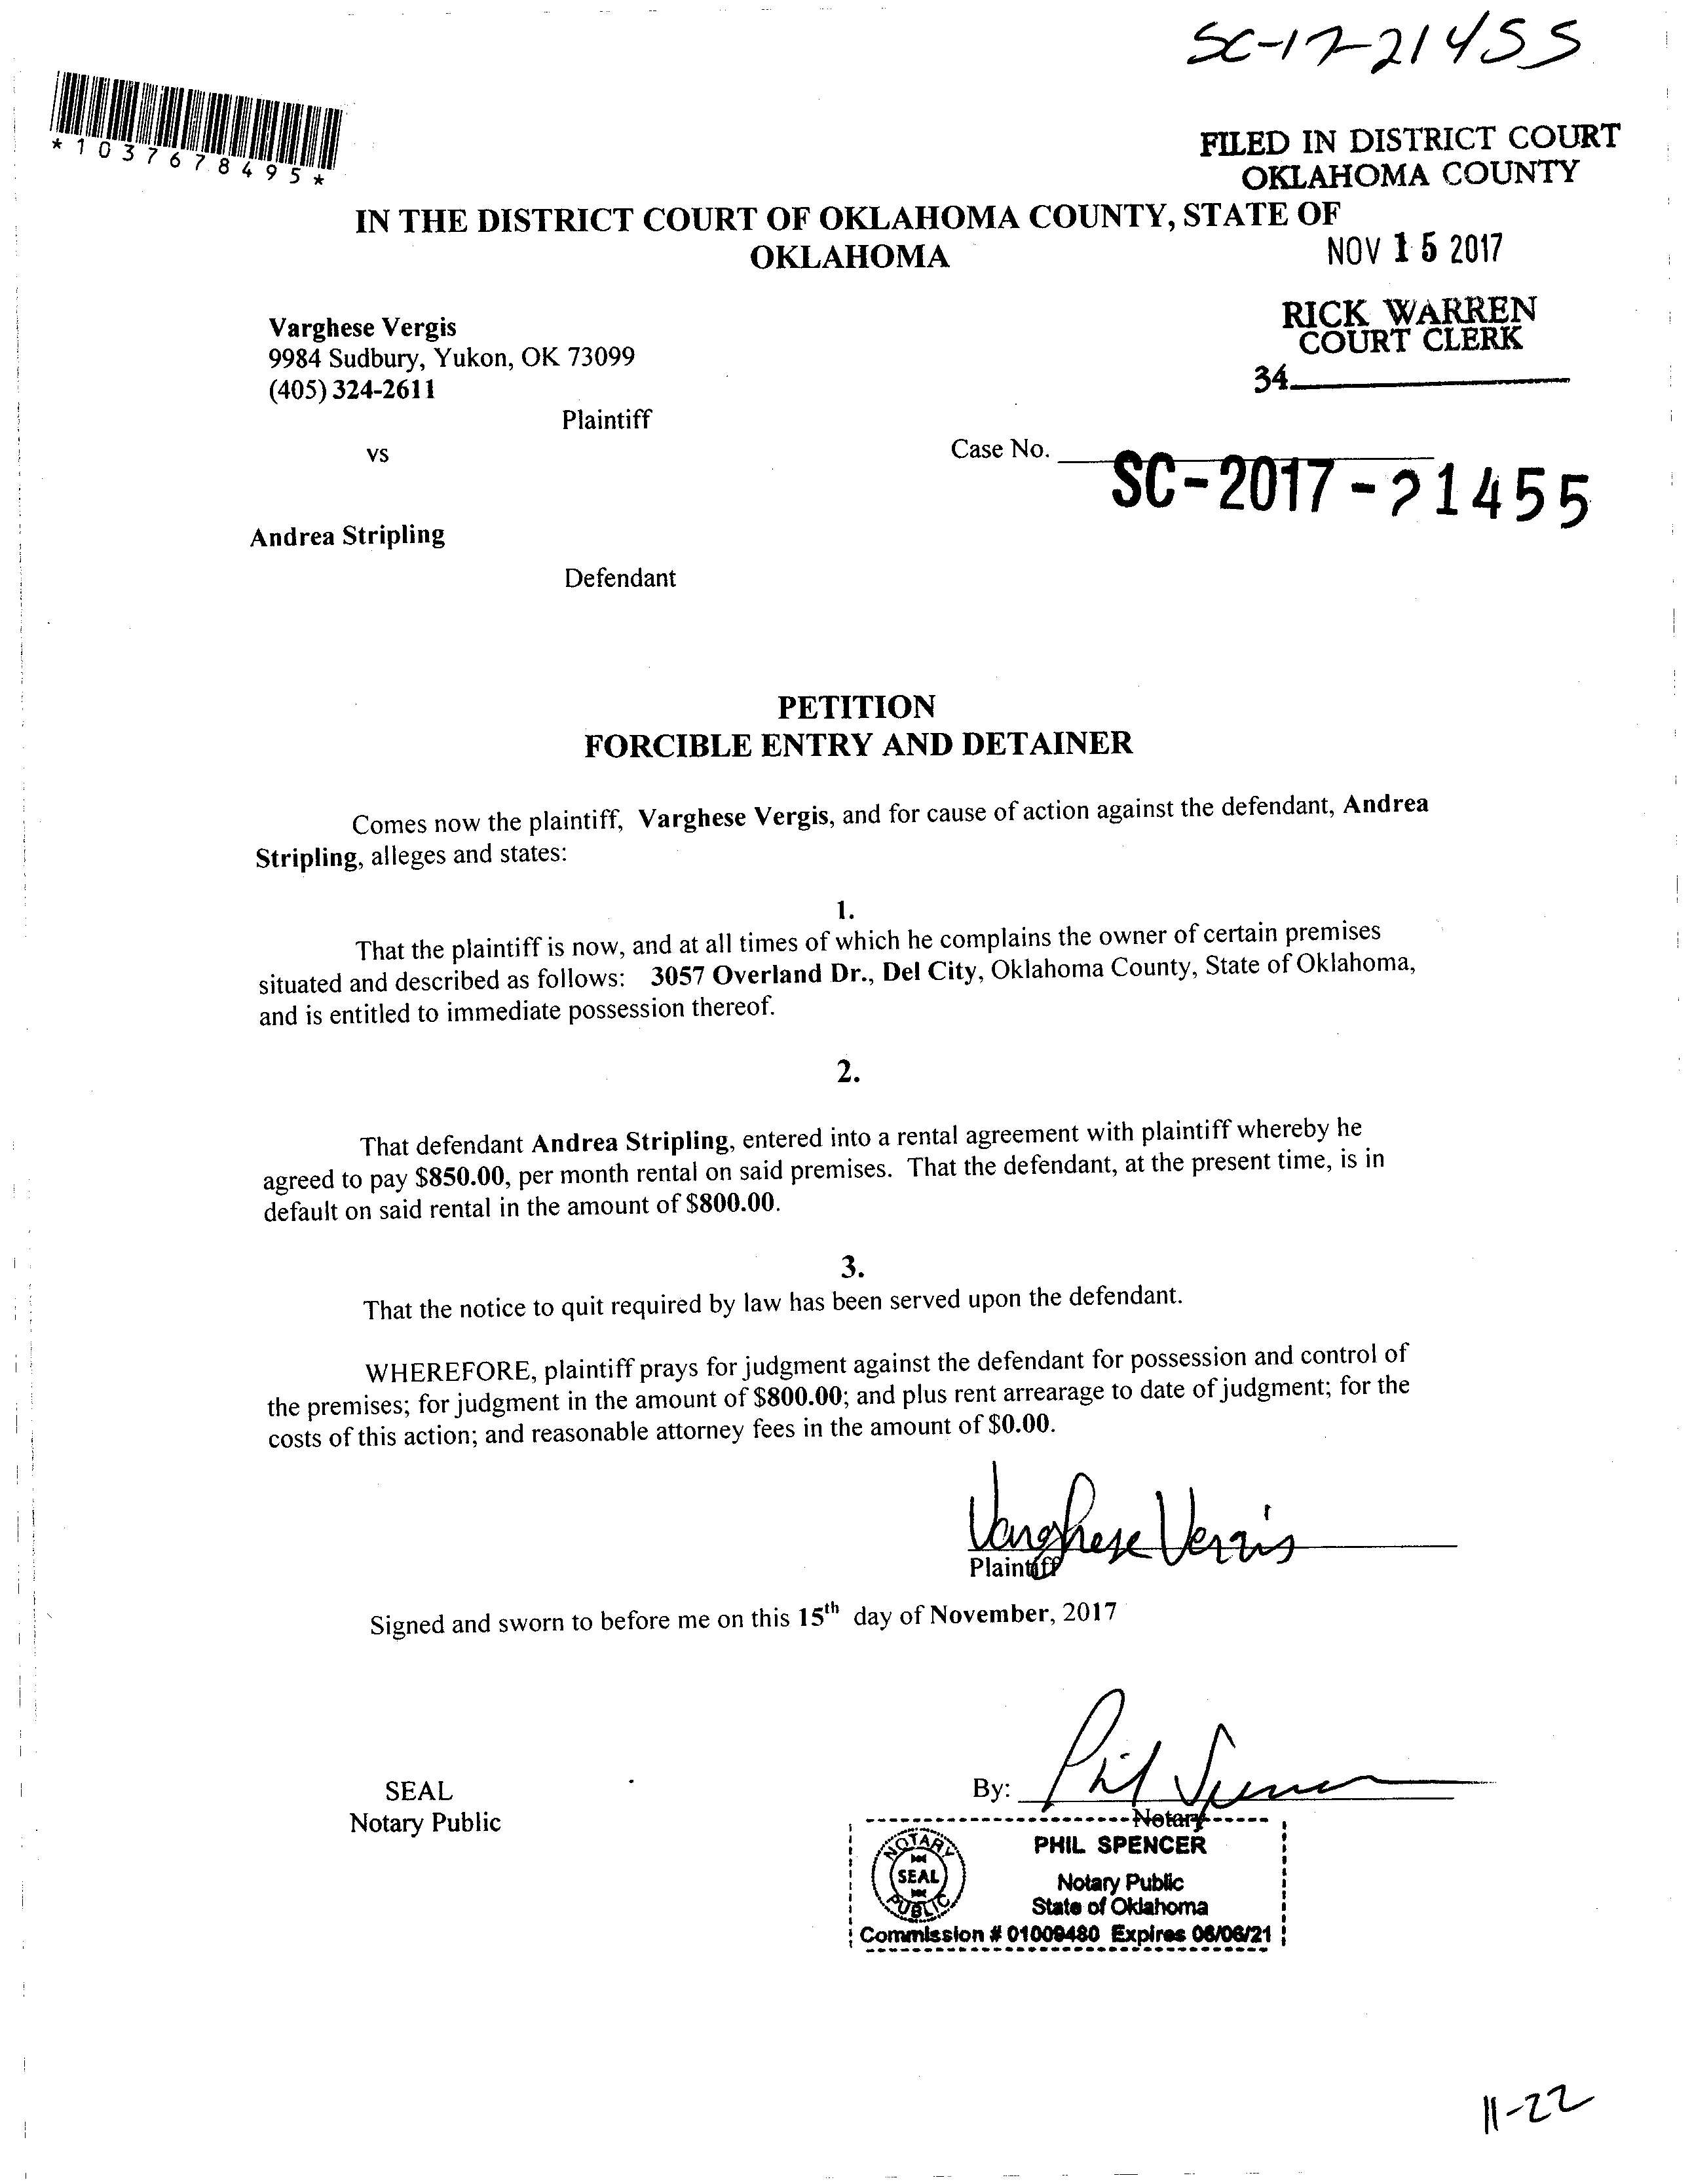 SC-17-21455
*1037678495*
FILED IN DISTRICT COURT
OKLAHOMA COUNTY
IN THE DISTRICT COURT OF OKLAHOMA COUNTY, STATE OF
OKLAHOMA
NOV 15 2017
RICK WARREN
COURT CLERK
34
Varghese Vergis
9984 Sudbury, Yukon, OK 73099
(405) 324-2611
Plaintiff
vs
Case No.
SC-2017-21455
Andrea Stripling
Defendant
PETITION
FORCIBLE ENTRY AND DETAINER
Comes now the plaintiff, Varghese Vergis, and for cause of action against the defendant, Andrea
Stripling, alleges and states:
1.
That the plaintiff is now, and at all times of which he complains the owner of certain premises
situated and described as follows: 3057 Overland Dr., Del City, Oklahoma County, State of Oklahoma,
and is entitled to immediate possession thereof.
2.
That defendant Andrea Stripling, entered into a rental agreement with plaintiff whereby he
agreed to pay $850.00, per month rental on said premises. That the defendant, at the present time, is in
default on said rental in the amount of $800.00.
3.
That the notice to quit required by law has been served upon the defendant.
WHEREFORE, plaintiff prays for judgment against the defendant for possession and control of
the premises; for judgment in the amount of $800.00; and plus rent arrearage to date of judgment; for the
costs of this action; and reasonable attorney fees in the amount of $0.00.
Varghese Vergis
Plaintiff
Signed and sworn to before me on this 15th day of November, 2017
SEAL
Notary Public
By: Phil Spencer
Notary
NOTARY
SEAL
PUBLIC
PHIL SPENCER
Notary Public
State of Oklahoma
Commission # 01009480 Expires 06/06/21
11-22